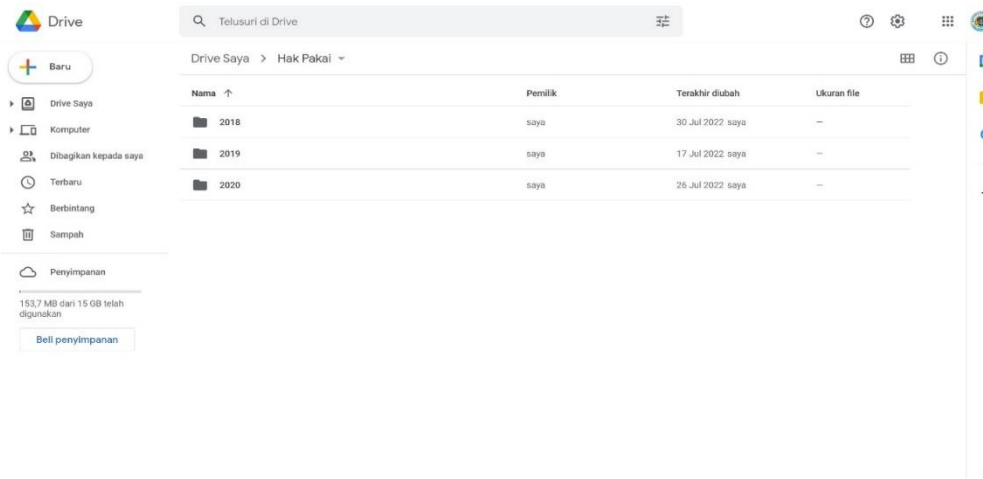 Drive
Telusuri di Drive
Baru
Drive Saya > Hak Pakai
Nama ↑ Pemilik Terakhir diubah Ukuran file
2018 saya 30 Jul 2022 saya —
2019 saya 17 Jul 2022 saya —
2020 saya 26 Jul 2022 saya —
Drive Saya
Komputer
Dibagikan kepada saya
Terbaru
Berbintang
Sampah
Penyimpanan
153,7 MB dari 15 GB telah
digunakan
Beli penyimpanan